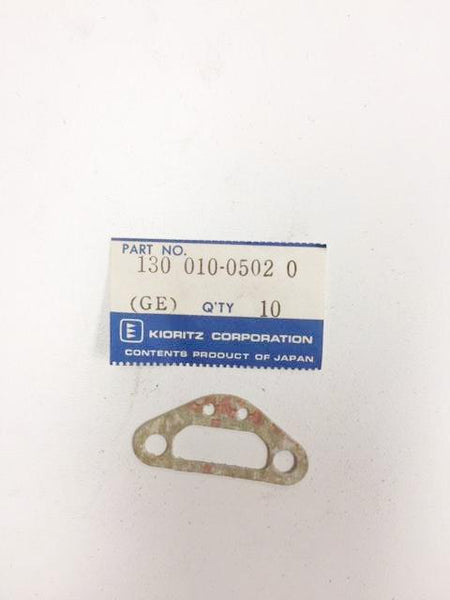 PART NO.
130 010-0502 0
(GE) Q'TY 10
E KIORITZ CORPORATION
CONTENTS PRODUCT OF JAPAN